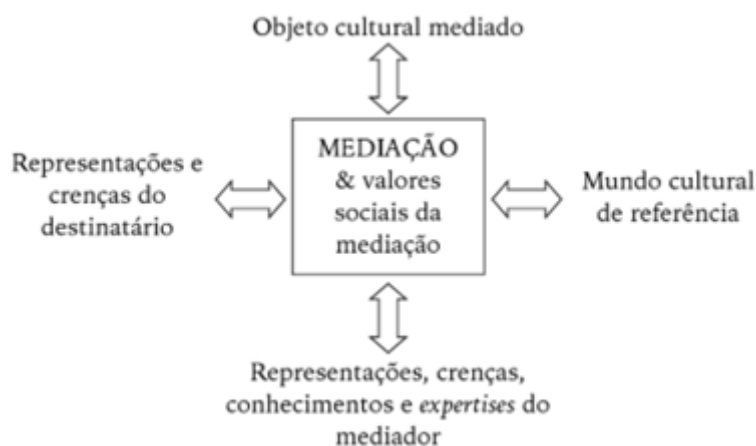 Objeto cultural mediado
Representações e
crenças do
destinatário
MEDIAÇÃO
& valores
sociais da
mediação
Mundo cultural
de referência
Representações, crenças,
conhecimentos e expertises do
mediador